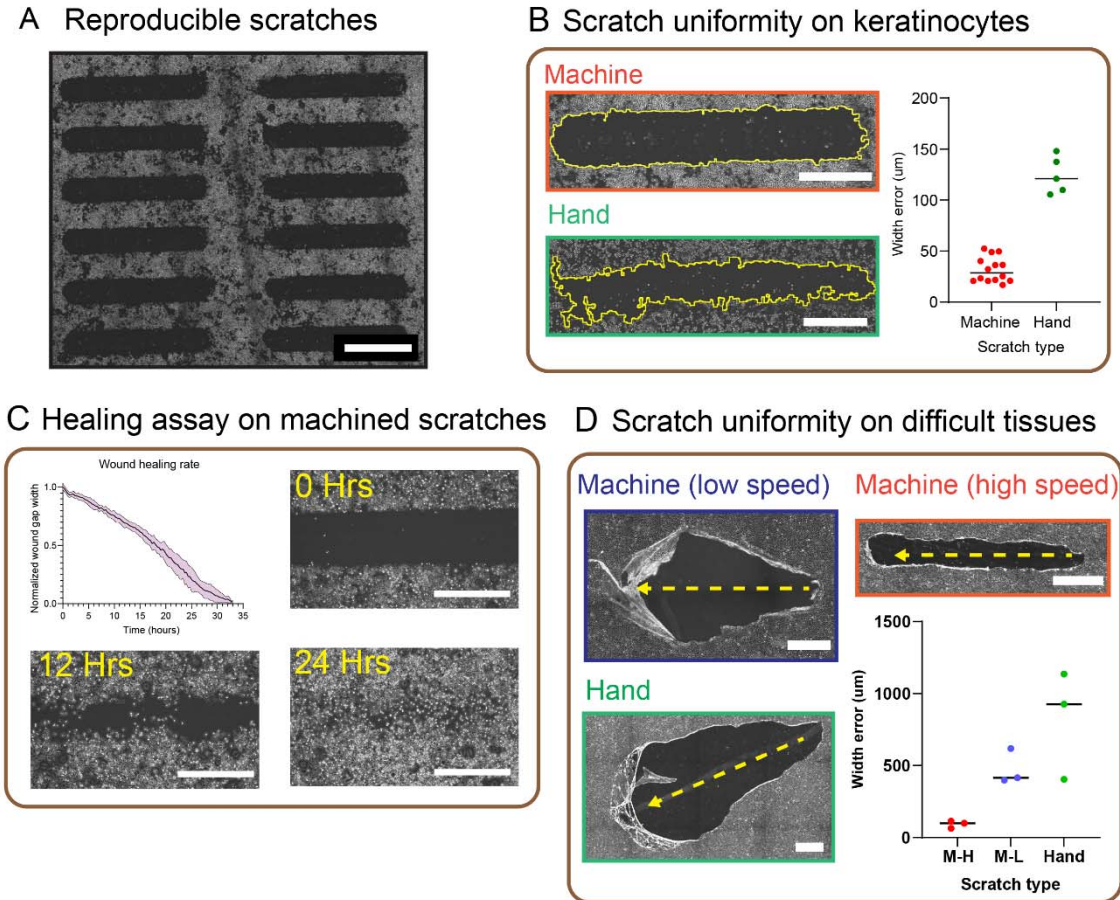 A Reproducible scratches
B Scratch uniformity on keratinocytes
Machine
Hand
Width error (um)
200
150
100
50
0
Machine Hand
Scratch type
C Healing assay on machined scratches
Wound healing rate
Normalized wound gap width
1.0
0.5
0.0
0 5 10 15 20 25 30 35
Time (hours)
0 Hrs
12 Hrs
24 Hrs
D Scratch uniformity on difficult tissues
Machine (low speed)
Machine (high speed)
Hand
Width error (um)
1500
1000
500
0
M-H M-L Hand
Scratch type